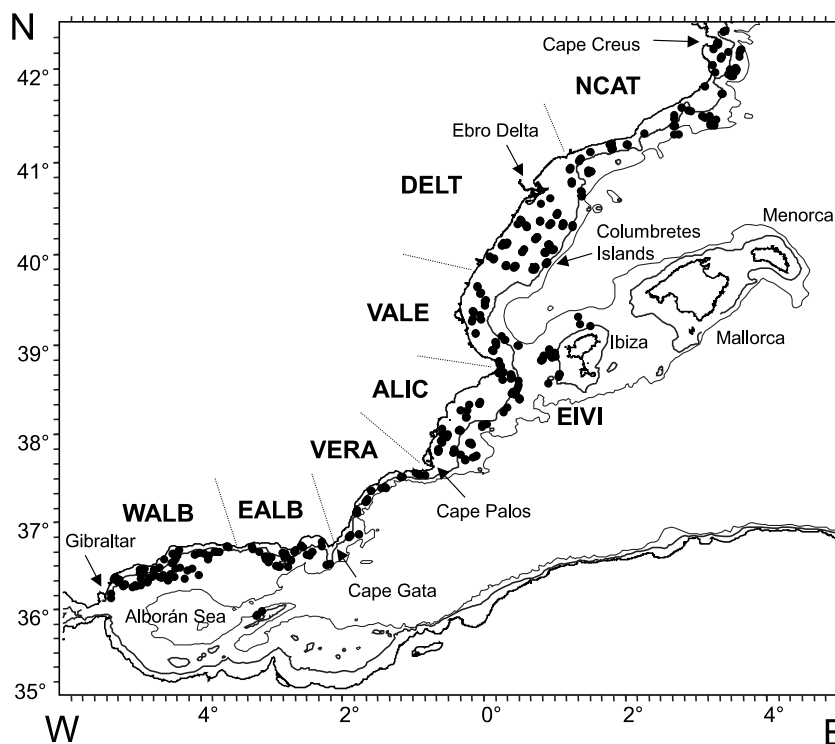 N
Cape Creus
42°
NCAT
Ebro Delta
41°
DELT
Menorca
Columbretes
Islands
40°
VALE
Mallorca
Ibiza
39°
ALIC
EIVI
38°
VERA
Cape Palos
WALB
EALB
37°
Gibraltar
Cape Gata
36°
Alborán Sea
35°
W
4°
2°
0°
2°
4°
E